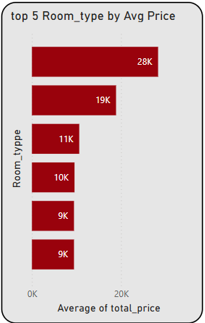 top 5 Room_type by Avg Price
Room_typpe
28K
19K
11K
10K
9K
9K
0K 20K
Average of total_price